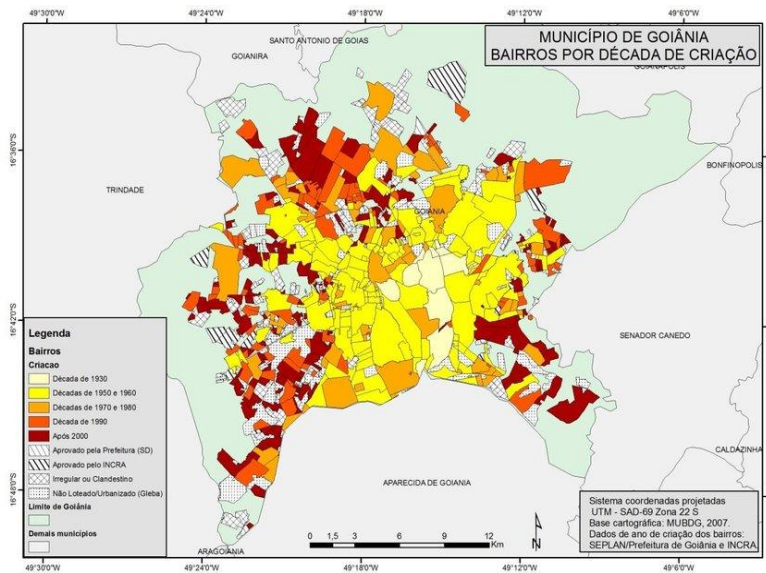 49°30'0"W 49°24'0"W 49°18'0"W 49°12'0"W 49°6'0"W
MUNICÍPIO DE GOIÂNIA
BAIRROS POR DÉCADA DE CRIAÇÃO
SANTO ANTONIO DE GOIAS
GOIANIRA
GOIANAPOLIS
16°36'0"S
BONFINOPOLIS
TRINDADE
GOIANIA
16°42'0"S
SENADOR CANEDO
Legenda
Bairros
Criacao
Década de 1930
Décadas de 1950 e 1960
Décadas de 1970 e 1980
Década de 1990
Após 2000
Aprovado pela Prefeitura (SD)
Aprovado pelo INCRA
Irregular ou Clandestino
Não Loteado/Urbanizado (Gleba)
Limite de Goiânia
Demais municípios
CALDAZINHA
APARECIDA DE GOIANIA
16°48'0"S
Sistema coordenadas projetadas
UTM - SAD-69 Zona 22 S
Base cartográfica: MUBDG, 2007.
Dados de ano de criação dos bairros:
SEPLAN/Prefeitura de Goiânia e INCRA
N
0 1,5 3 6 9 12
Km
ARAGOIÂNIA
49°30'0"W 49°24'0"W 49°18'0"W 49°12'0"W 49°6'0"W